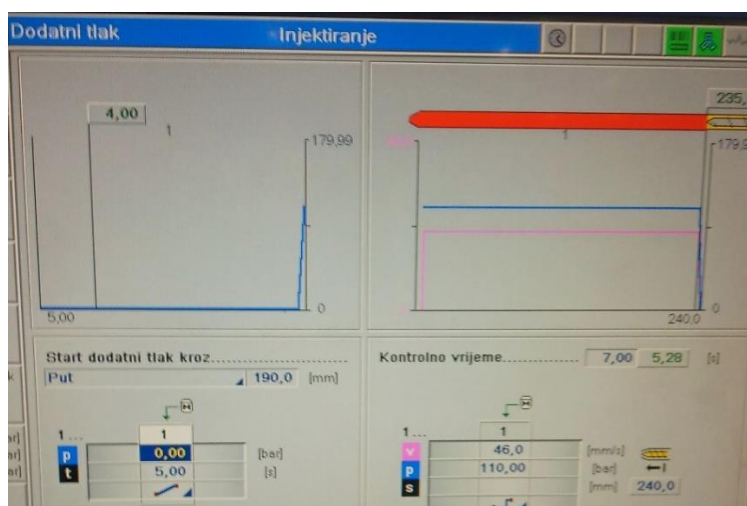 Dodatni tlak
Injektiranje
4,00
1
179,99
0
5,00
235,
1
179,9
0
240,0
Start dodatni tlak kroz
Put 190,0 [mm]
1...
1
p 0,00 [bar]
t 5,00 [s]
Kontrolno vrijeme 7,00 5,28 [s]
1...
1
v 46,0 [mm/s]
p 110,00 [bar]
s [mm] 240,0